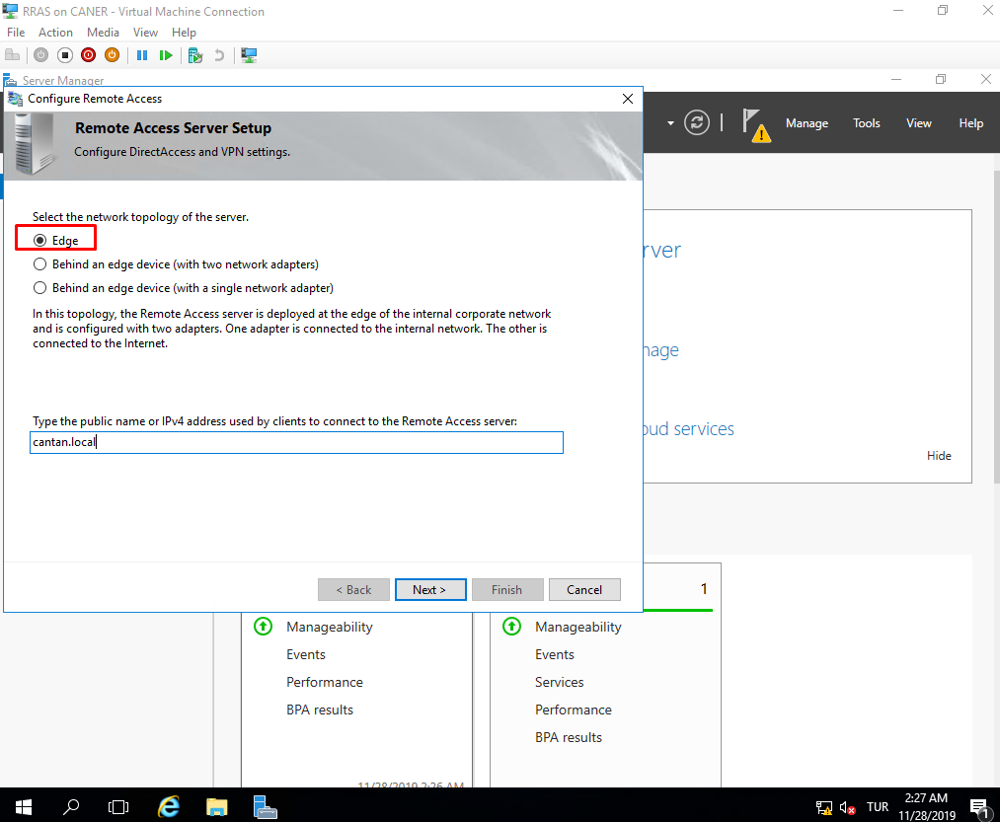 RRAS on CANER - Virtual Machine Connection
File Action Media View Help
Server Manager
Configure Remote Access
Remote Access Server Setup
Configure DirectAccess and VPN settings.
Manage Tools View Help
Select the network topology of the server.
Edge
Behind an edge device (with two network adapters)
Behind an edge device (with a single network adapter)
In this topology, the Remote Access server is deployed at the edge of the internal corporate network
and is configured with two adapters. One adapter is connected to the internal network. The other is
connected to the Internet.
Type the public name or IPv4 address used by clients to connect to the Remote Access server:
cantan.local
< Back Next > Finish Cancel
rver
nage
oud services
Hide
1
Manageability
Events
Performance
BPA results
11/28/2019 2:26 AM
Manageability
Events
Services
Performance
BPA results
TUR
2:27 AM
11/28/2019
1